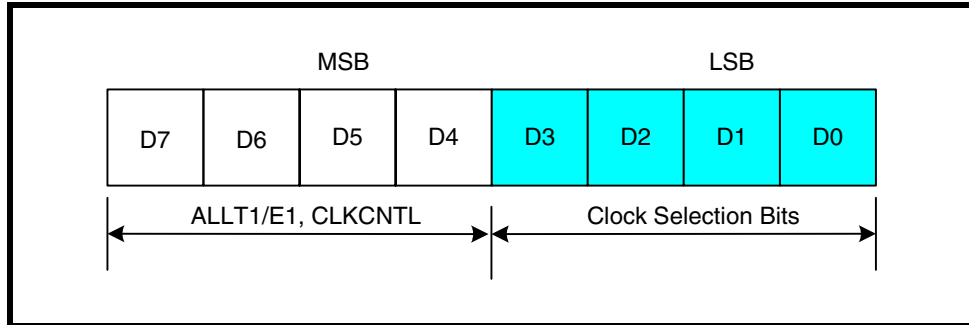 MSB LSB
D7 D6 D5 D4 D3 D2 D1 D0
ALLT1/E1, CLKCNTL Clock Selection Bits